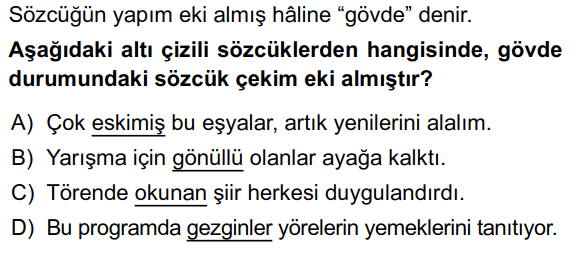 Sözcüğün yapım eki almış hâline “gövde” denir.
Aşağıdaki altı çizili sözcüklerden hangisinde, gövde
durumundaki sözcük çekim eki almıştır?
A) Çok eskimiş bu eşyalar, artık yenilerini alalım.
B) Yarışma için gönüllü olanlar ayağa kalktı.
C) Törende okunan şiir herkesi duygulandırdı.
D) Bu programda gezginler yörelerin yemeklerini tanıtıyor.